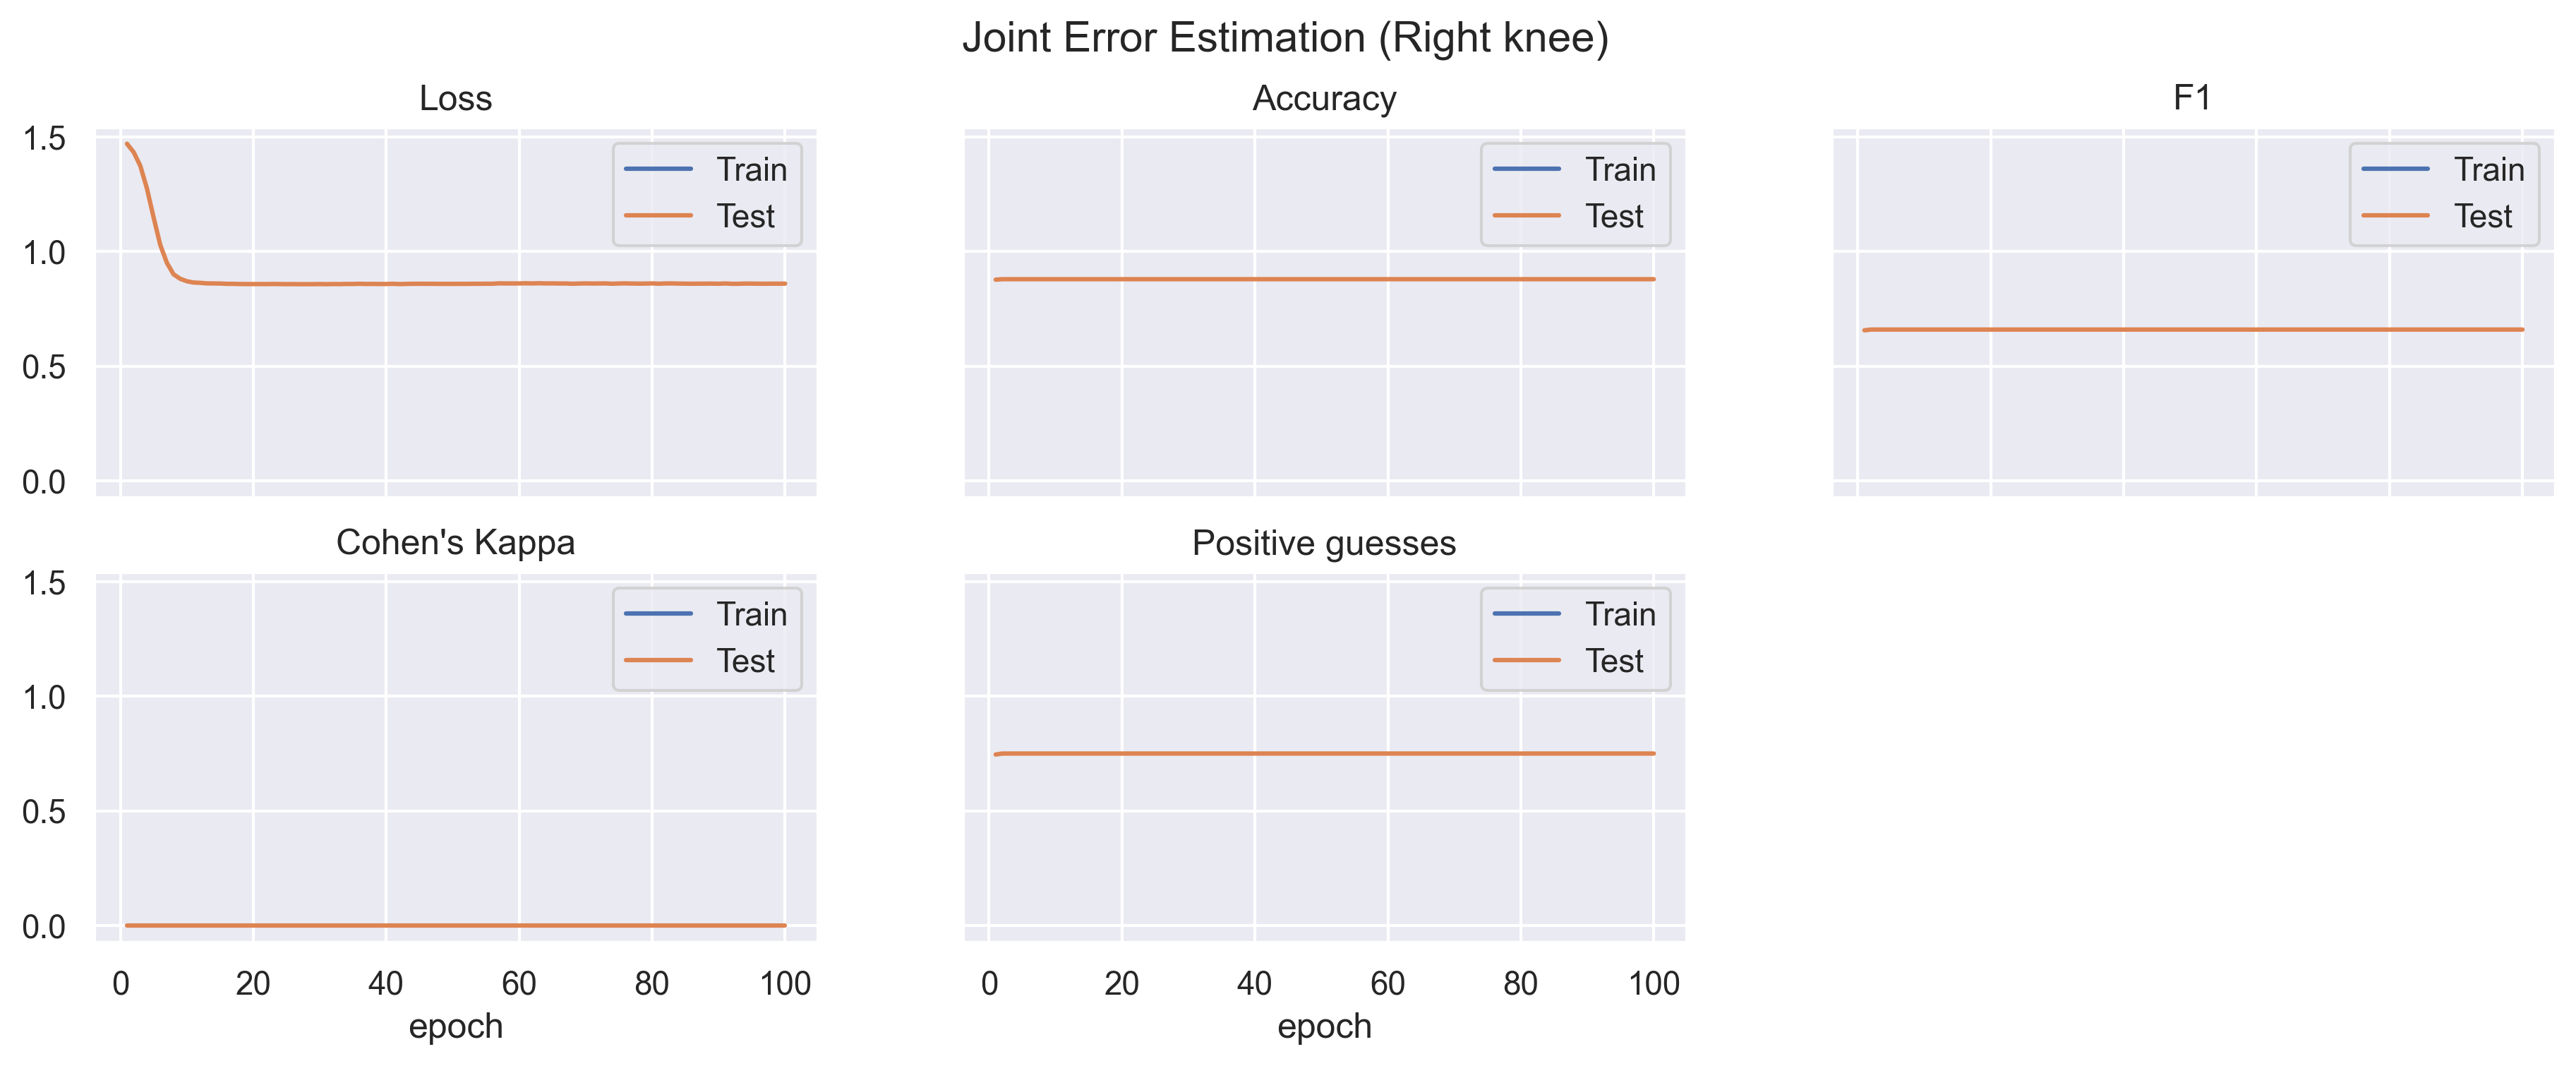 Joint Error Estimation (Right knee)
Loss
Accuracy
F1
1.5
1.0
0.5
0.0
Train
Test
Train
Test
Train
Test
Cohen's Kappa
Positive guesses
1.5
1.0
0.5
0.0
Train
Test
Train
Test
0 20 40 60 80 100
0 20 40 60 80 100
epoch
epoch